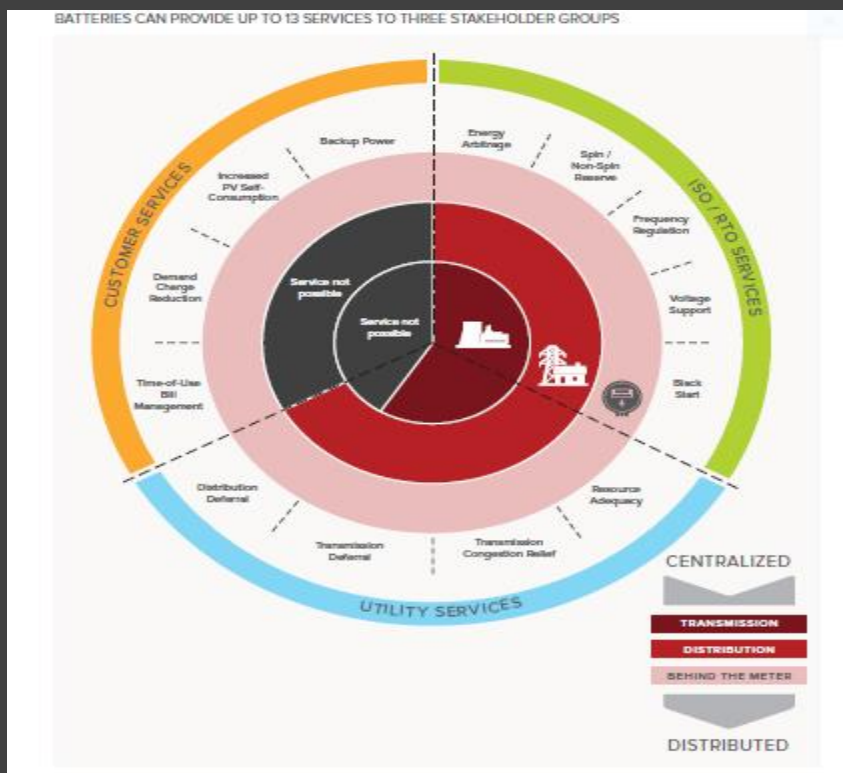 BATTERIES CAN PROVIDE UP TO 13 SERVICES TO THREE STAKEHOLDER GROUPS
CUSTOMER SERVICES
ISO / RTO SERVICES
UTILITY SERVICES
Backup Power
Increased
PV Self-
Consumption
Demand
Charge
Reduction
Time-of-Use
Bill
Management
Energy
Arbitrage
Spin /
Non-Spin
Reserve
Frequency
Regulation
Voltage
Support
Black
Start
Resource
Adequacy
Transmission
Congestion Relief
Transmission
Deferral
Distribution
Deferral
Service not
possible
Service not
possible
CENTRALIZED
TRANSMISSION
DISTRIBUTION
BEHIND THE METER
DISTRIBUTED